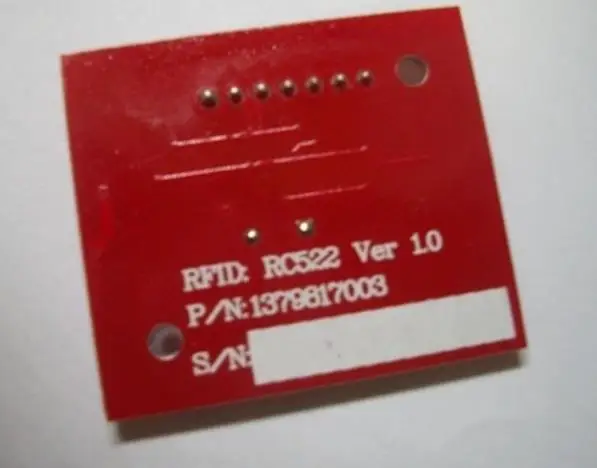 RFID: RC522 Ver 1.0
P/N:1379817003
S/N: